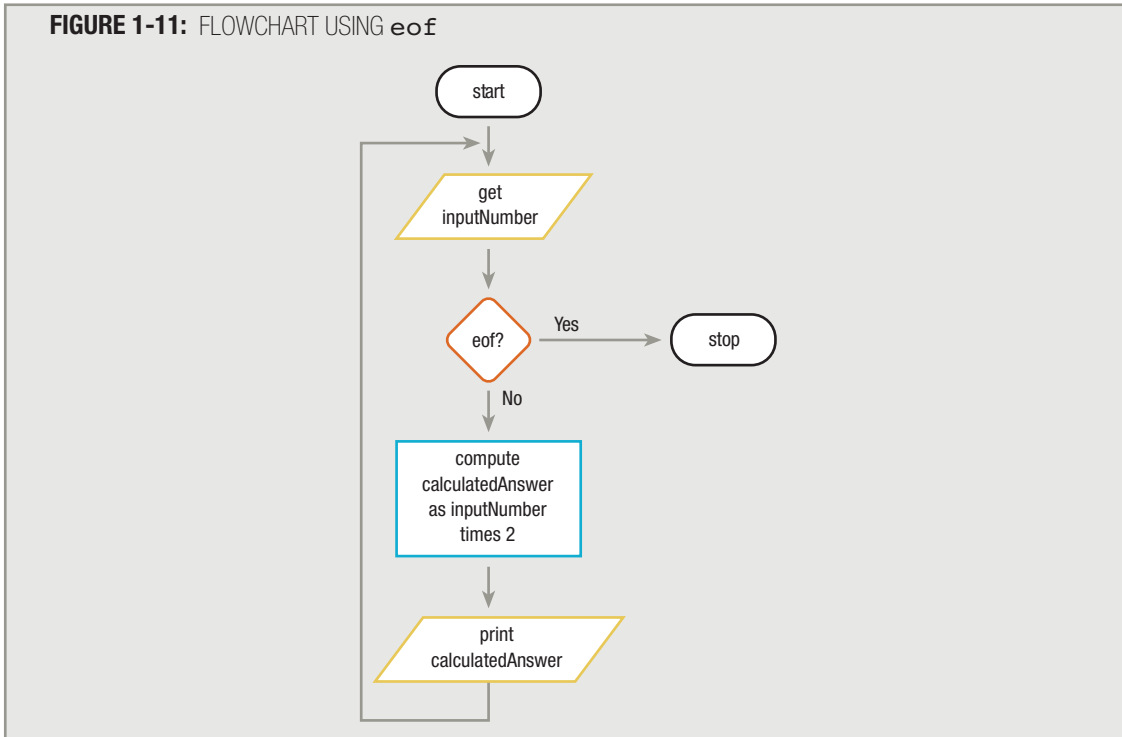 FIGURE 1-11: FLOWCHART USING eof
start
get
inputNumber
eof?
Yes
stop
No
compute
calculatedAnswer
as inputNumber
times 2
print
calculatedAnswer